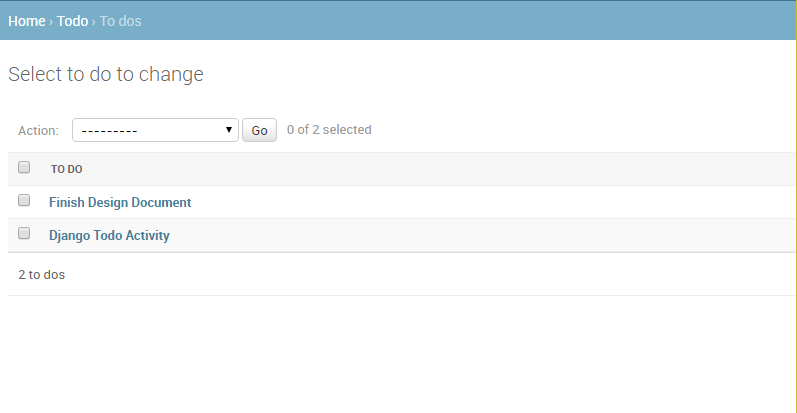 Home › Todo › To dos
Select to do to change
Action: --------- Go 0 of 2 selected
TO DO
Finish Design Document
Django Todo Activity
2 to dos